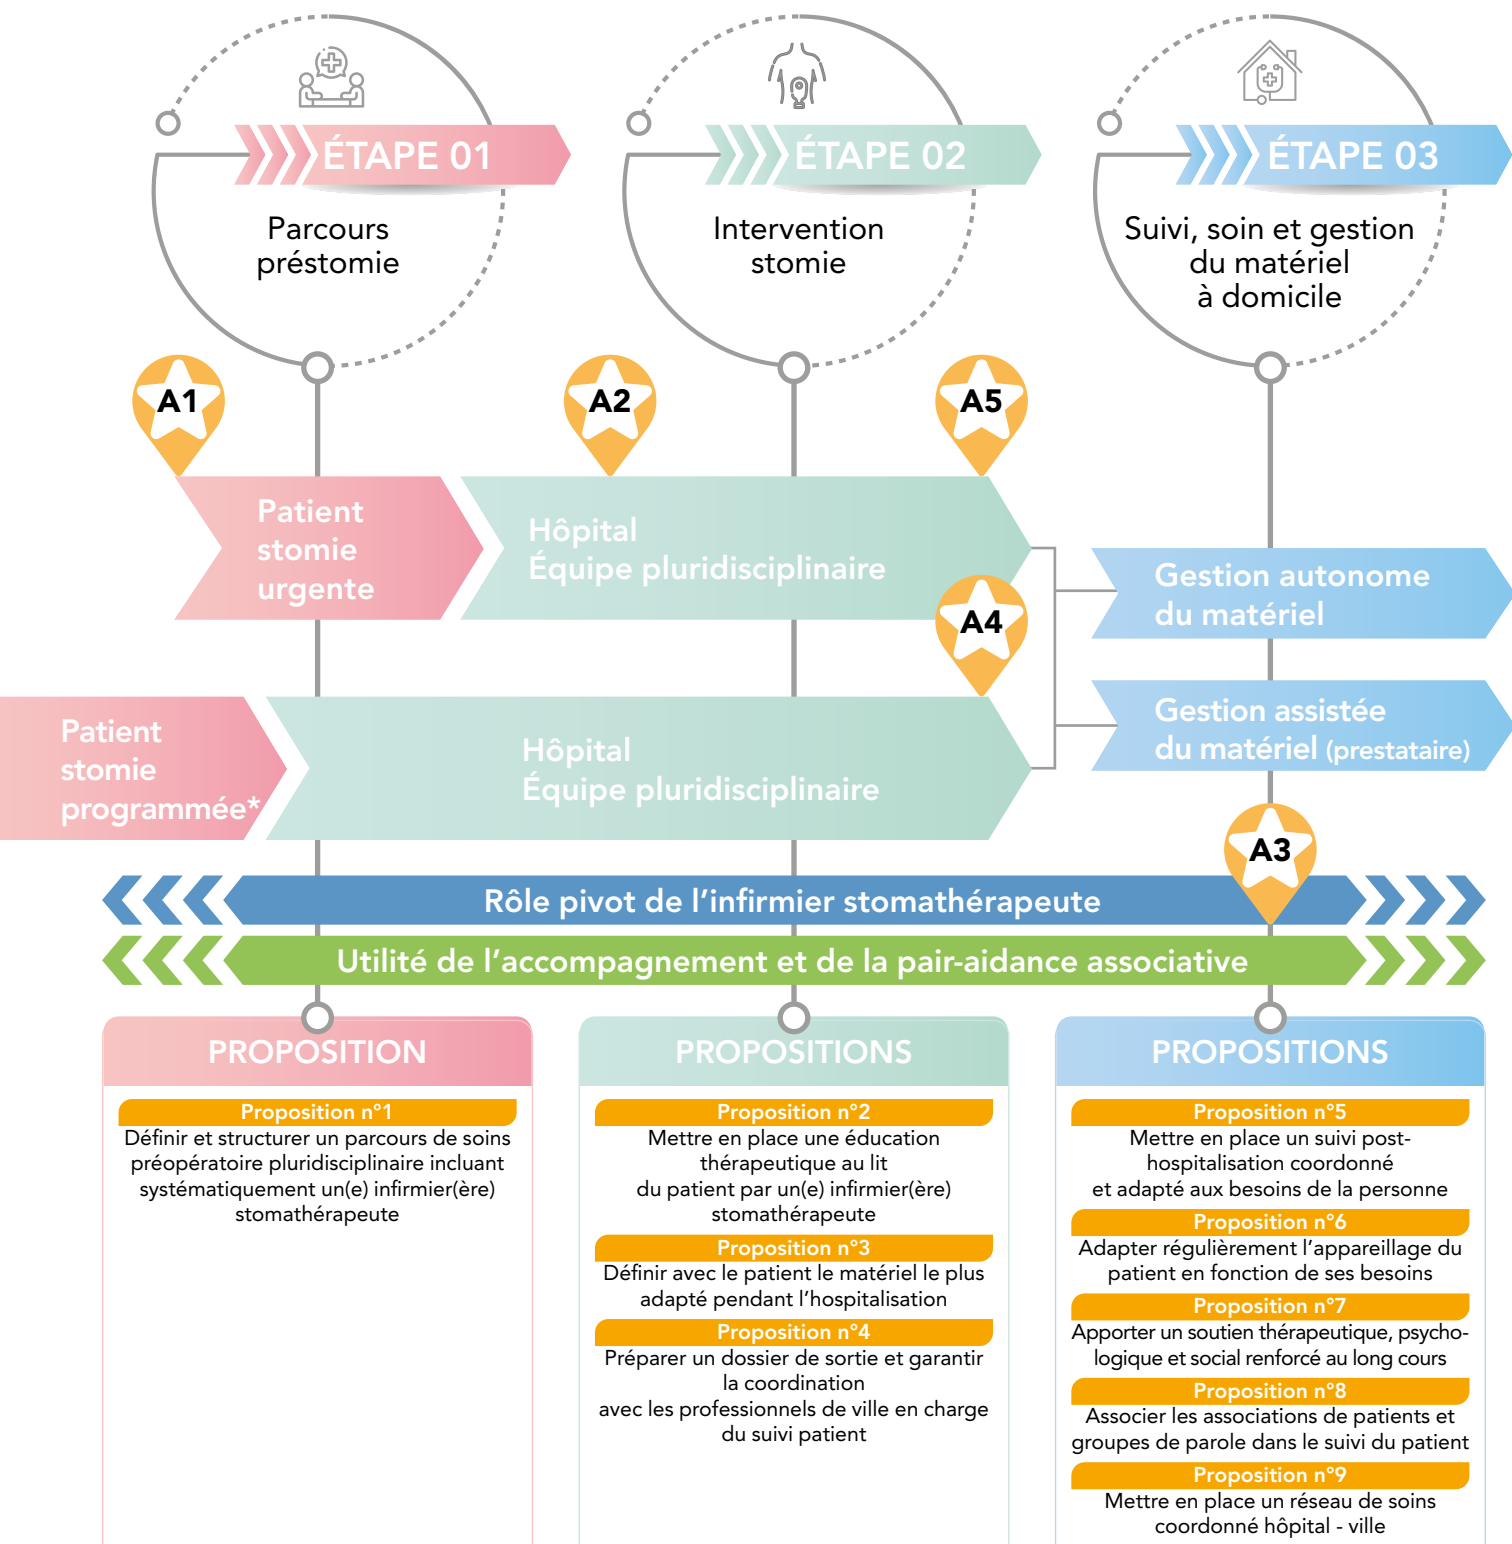 ÉTAPE 01
Parcours
préstomie
ÉTAPE 02
Intervention
stomie
ÉTAPE 03
Suivi, soin et gestion
du matériel
à domicile
A1
A2
A5
Patient
stomie
urgente
Hôpital
Équipe pluridisciplinaire
A4
Gestion autonome
du matériel
Patient
stomie
programmée*
Hôpital
Équipe pluridisciplinaire
Gestion assistée
du matériel (prestataire)
A3
Rôle pivot de l’infirmier stomathérapeute
Utilité de l’accompagnement et de la pair-aidance associative
PROPOSITION
Proposition n°1
Définir et structurer un parcours de soins
préopératoire pluridisciplinaire incluant
systématiquement un(e) infirmier(ère)
stomathérapeute
PROPOSITIONS
Proposition n°2
Mettre en place une éducation
thérapeutique au lit
du patient par un(e) infirmier(ère)
stomathérapeute
Proposition n°3
Définir avec le patient le matériel le plus
adapté pendant l’hospitalisation
Proposition n°4
Préparer un dossier de sortie et garantir
la coordination
avec les professionnels de ville en charge
du suivi patient
PROPOSITIONS
Proposition n°5
Mettre en place un suivi post-
hospitalisation coordonné
et adapté aux besoins de la personne
Proposition n°6
Adapter régulièrement l’appareillage du
patient en fonction de ses besoins
Proposition n°7
Apporter un soutien thérapeutique, psycho-
logique et social renforcé au long cours
Proposition n°8
Associer les associations de patients et
groupes de parole dans le suivi du patient
Proposition n°9
Mettre en place un réseau de soins
coordonné hôpital - ville